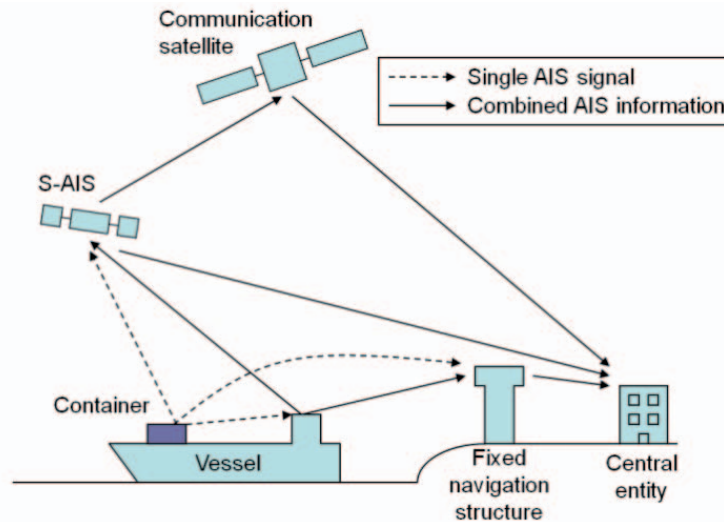 Communication
satellite
Single AIS signal
Combined AIS information
S-AIS
Container
Vessel
Fixed
navigation
structure
Central
entity